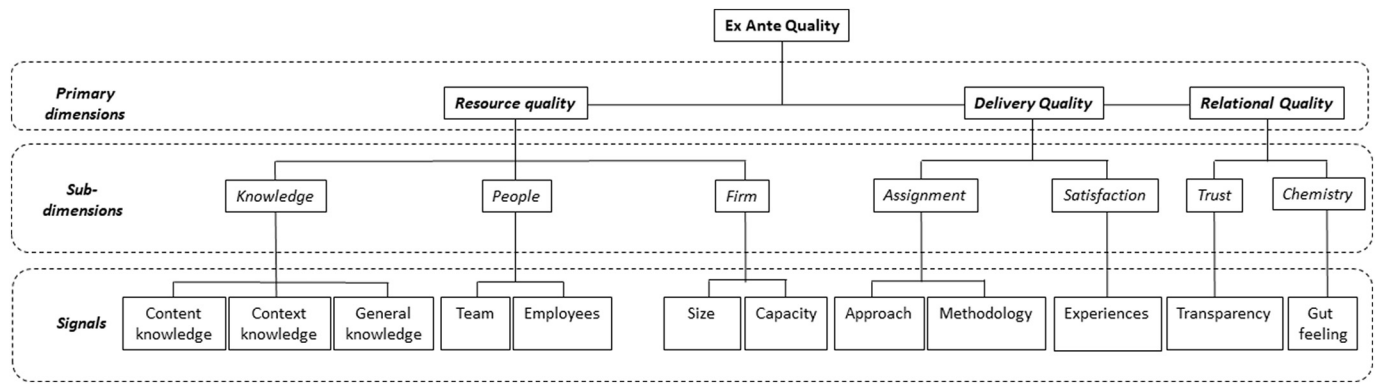 Ex Ante Quality
Primary
dimensions
Resource quality
Delivery Quality
Relational Quality
Sub-
dimensions
Knowledge
People
Firm
Assignment
Satisfaction
Trust
Chemistry
Signals
Content
knowledge
Context
knowledge
General
knowledge
Team
Employees
Size
Capacity
Approach
Methodology
Experiences
Transparency
Gut
feeling